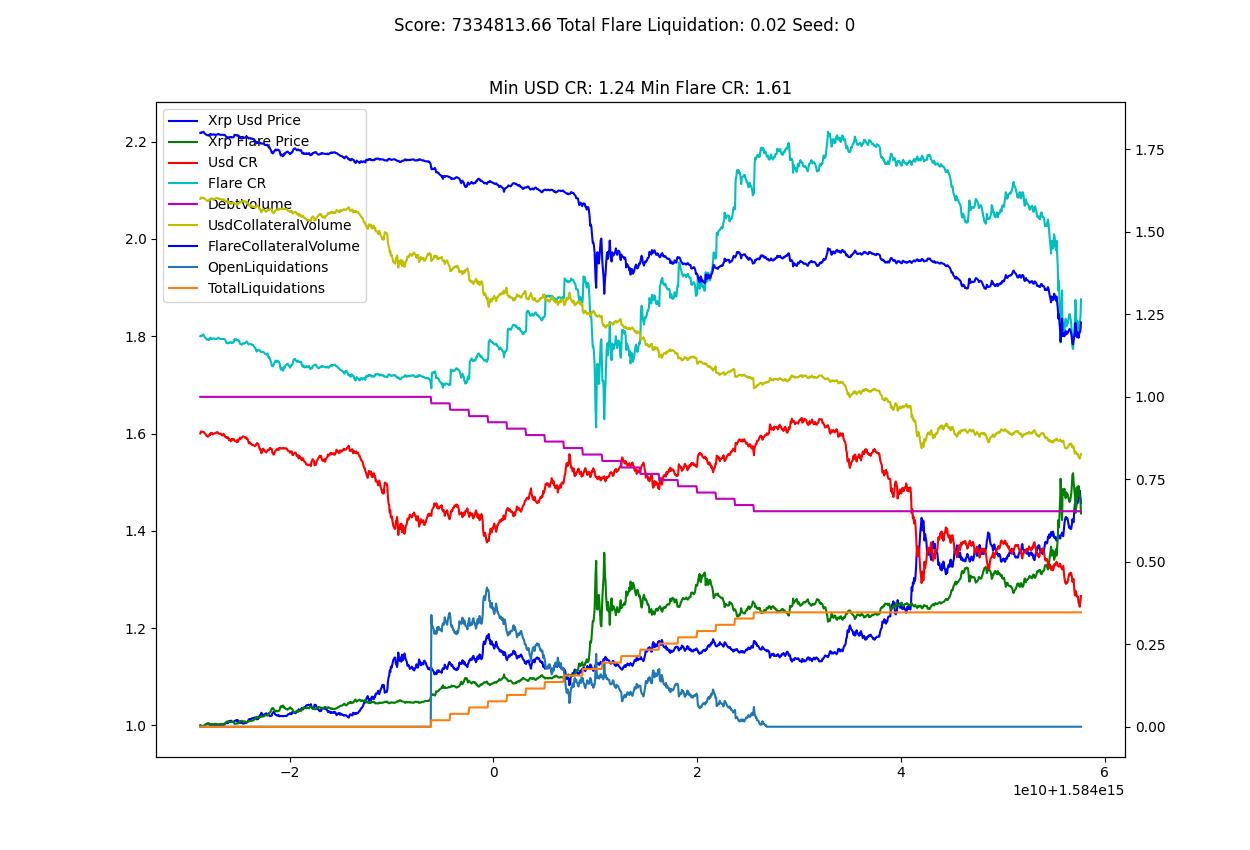 Score: 7334813.66 Total Flare Liquidation: 0.02 Seed: 0
Min USD CR: 1.24 Min Flare CR: 1.61
Xrp Usd Price
Xrp Flare Price
Usd CR
Flare CR
DebtVolume
UsdCollateralVolume
FlareCollateralVolume
OpenLiquidations
TotalLiquidations
2.2
2.0
1.8
1.6
1.4
1.2
1.0
1.75
1.50
1.25
1.00
0.75
0.50
0.25
0.00
−2
0
2
4
6
1e10+1.584e15